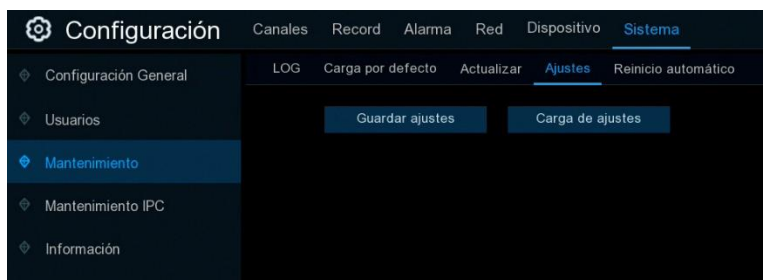 Configuración
Canales Record Alarma Red Dispositivo Sistema
Configuración General
LOG Carga por defecto Actualizar Ajustes Reinicio automático
Usuarios
Guardar ajustes Carga de ajustes
Mantenimiento
Mantenimiento IPC
Información